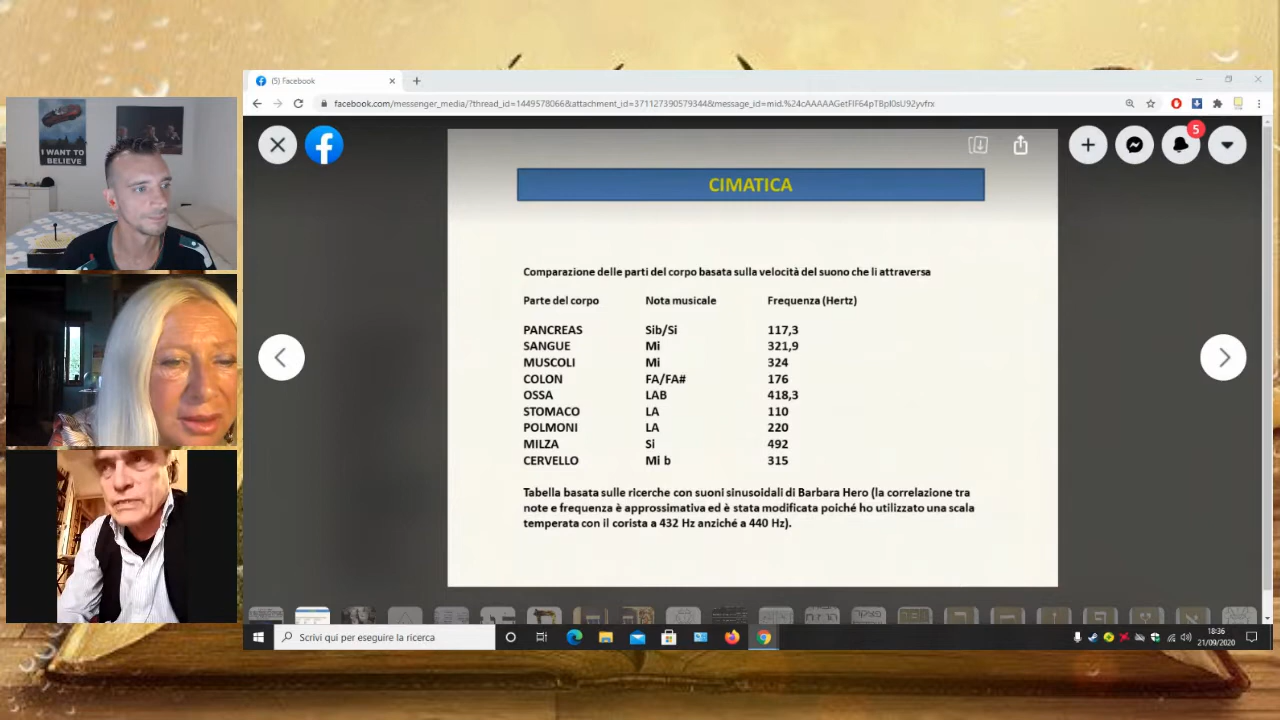 (5) Facebook
facebook.com/messenger_media/?thread_id=1449578066&attachment_id=371127390579344&message_id=mid.%24cAAAAAGetFIF64pTBpI0sU92yvfrx
I WANT TO
BELIEVE
5
CIMATICA
Comparazione delle parti del corpo basata sulla velocità del suono che li attraversa
Parte del corpo Nota musicale Frequenza (Hertz)
PANCREAS Sib/Si 117,3
SANGUE Mi 321,9
MUSCOLI Mi 324
COLON FA/FA# 176
OSSA LAB 418,3
STOMACO LA 110
POLMONI LA 220
MILZA Si 492
CERVELLO Mi b 315
Tabella basata sulle ricerche con suoni sinusoidali di Barbara Hero (la correlazione tra
note e frequenza è approssimativa ed è stata modificata poiché ho utilizzato una scala
temperata con il corista a 432 Hz anziché a 440 Hz).
Scrivi qui per eseguire la ricerca
18:36
21/09/2020